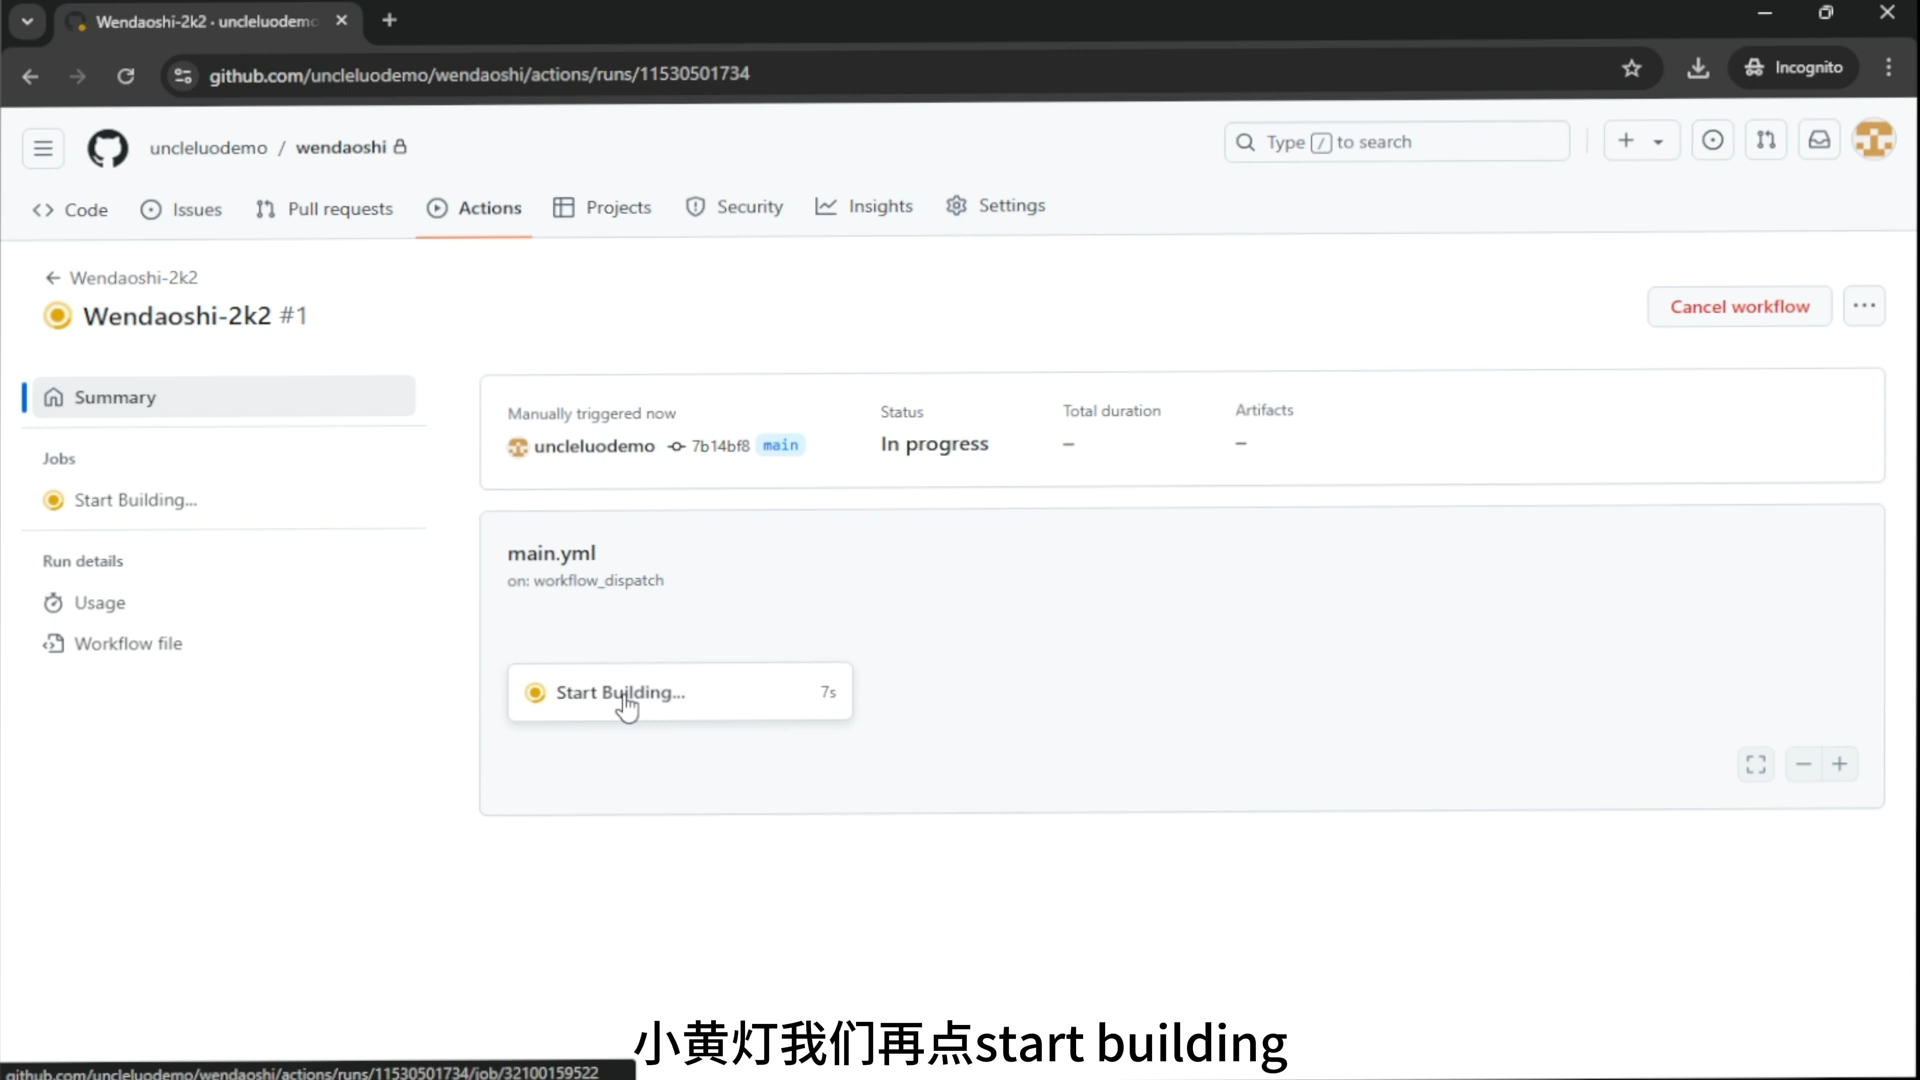 Wendaoshi-2k2 · uncleluodemo
github.com/uncleluodemo/wendaoshi/actions/runs/11530501734
Incognito
uncleluodemo / wendaoshi
Type / to search
Code
Issues
Pull requests
Actions
Projects
Security
Insights
Settings
Wendaoshi-2k2
Wendaoshi-2k2 #1
Cancel workflow
Summary
Jobs
Start Building...
Run details
Usage
Workflow file
Manually triggered now
uncleluodemo 7b14bf8 main
Status
In progress
Total duration
–
Artifacts
–
main.yml
on: workflow_dispatch
Start Building... 7s
小黄灯我们再点start building
github.com/uncleluodemo/wendaoshi/actions/runs/11530501734/job/32100159522